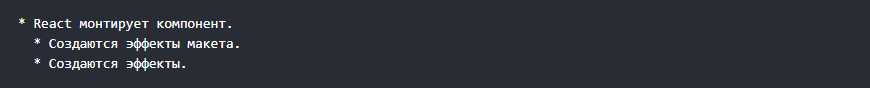 * React монтирует компонент.
* Создаются эффекты макета.
* Создаются эффекты.